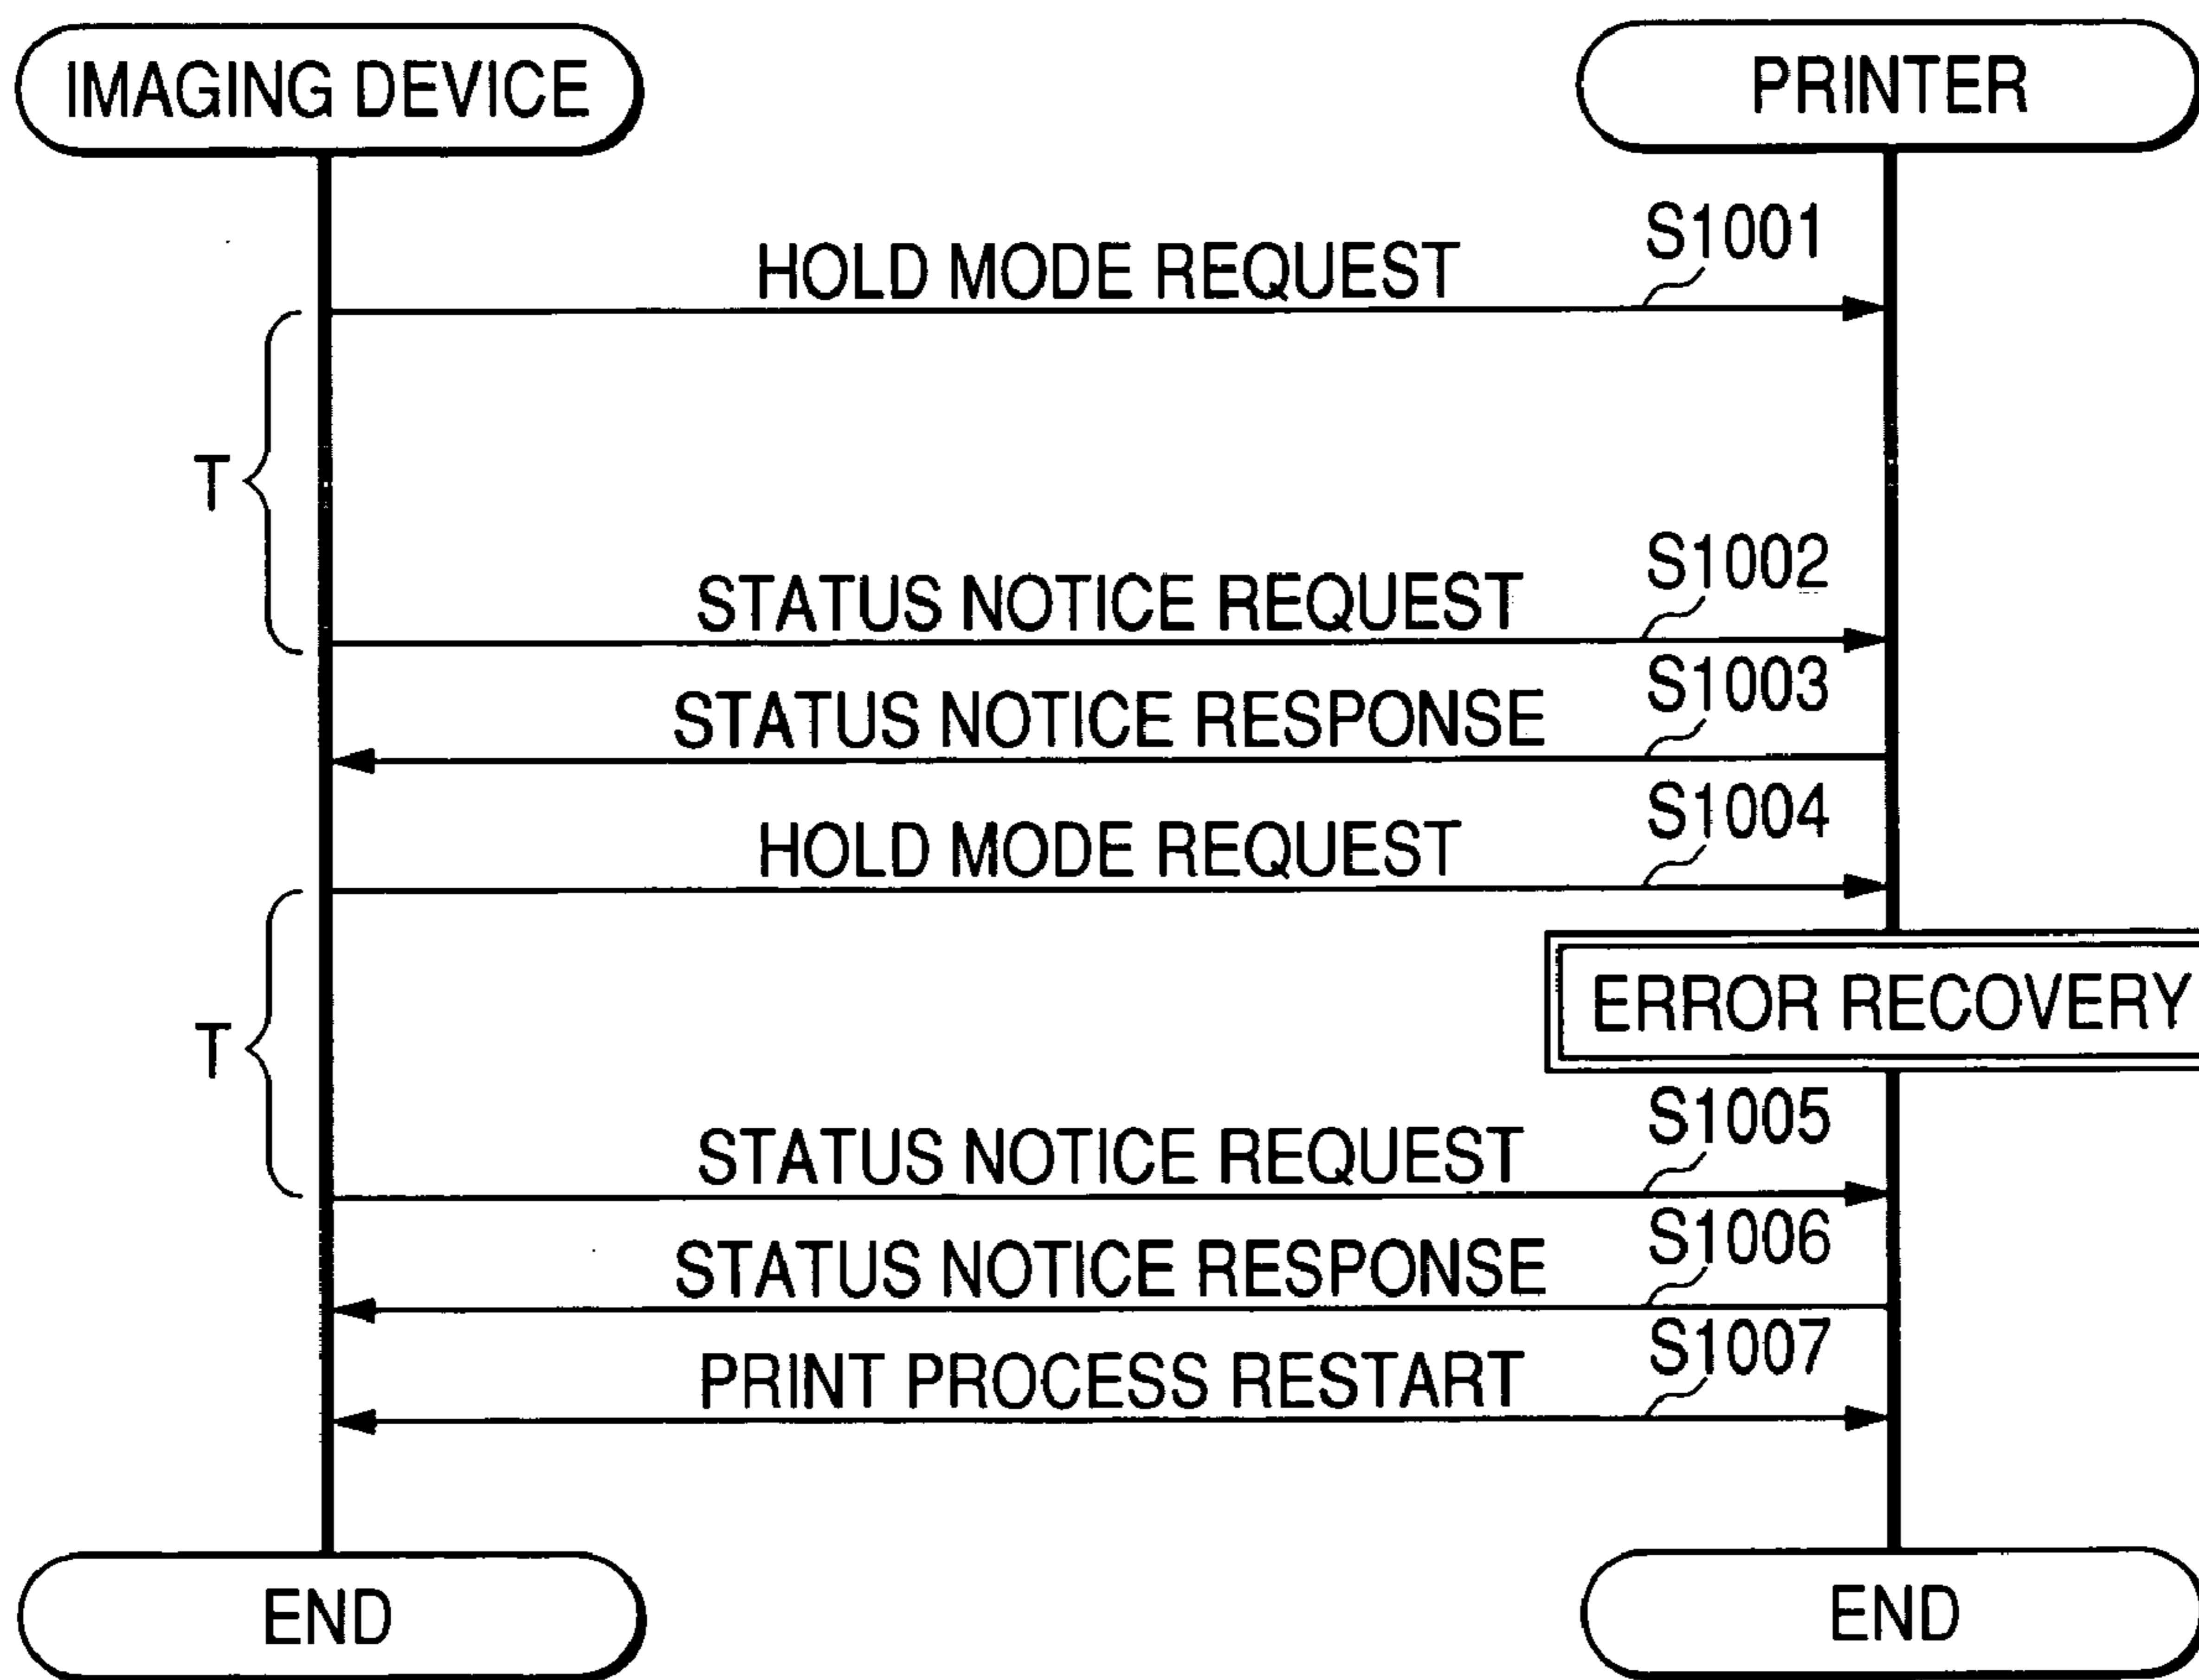 IMAGING DEVICE
PRINTER
S1001
HOLD MODE REQUEST
T
S1002
STATUS NOTICE REQUEST
S1003
STATUS NOTICE RESPONSE
S1004
HOLD MODE REQUEST
ERROR RECOVERY
T
S1005
STATUS NOTICE REQUEST
S1006
STATUS NOTICE RESPONSE
S1007
PRINT PROCESS RESTART
END
END